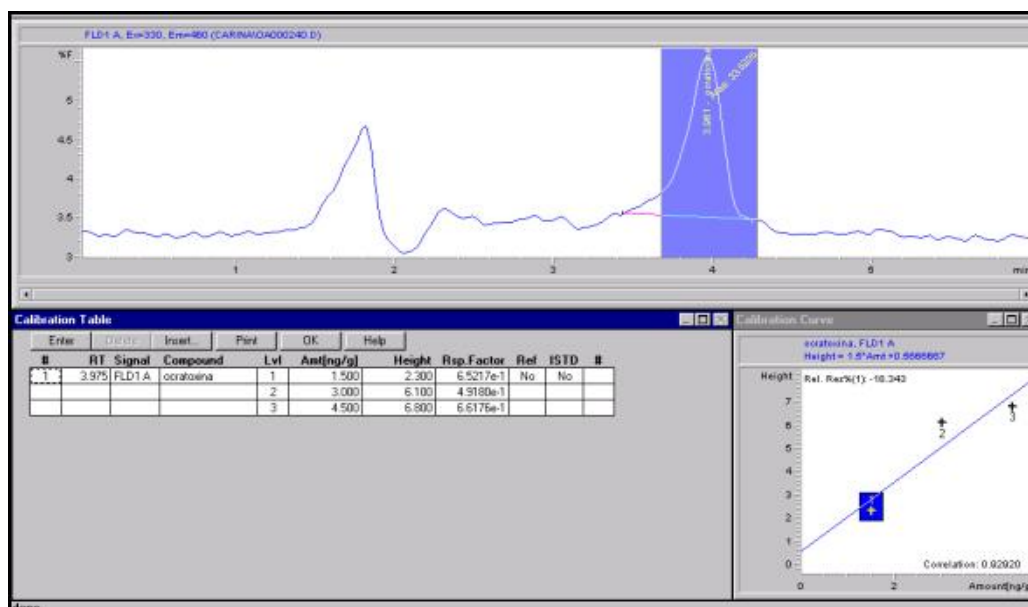 FLD1 A, Ex=330, Em=460 (CARINA\OA000240.D)
%F
5
4.5
4
3.5
3
3.981 - ocratoxina
1
2
3
4
min
Calibration Table
Enter Delete Insert... Print OK Help
# RT Signal Compound Lvl Amt[ng/g] Height Rsp.Factor Ref ISTD #
1 3.975 FLD1 A ocratoxina 1 1.500 2.300 6.5217e-1 No No
2 3.000 6.100 4.9180e-1
3 4.500 6.800 6.6176e-1
Calibration Curve
ocratoxina, FLD1 A
Height = 1.5*Amt +0.5666667
Height
Rel. Res%(1): -18.343
7
6
5
4
3
2
1
0
1
2
3
Correlation: 0.92920
0
2
Amount[ng/g